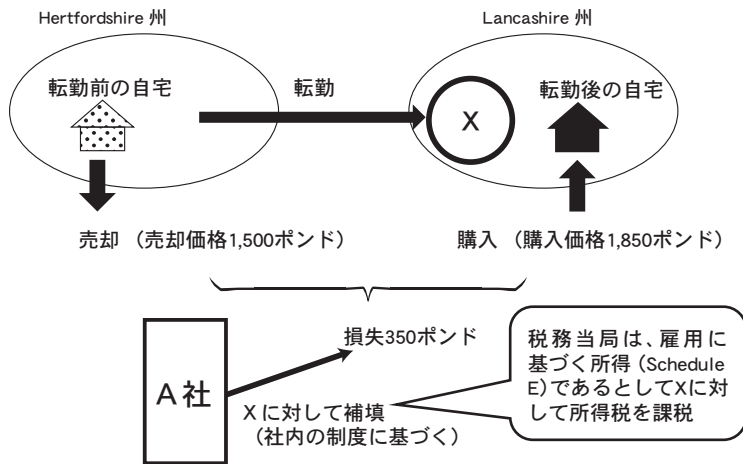 Hertfordshire 州
Lancashire 州
転勤前の自宅
転勤
X
転勤後の自宅
売却（売却価格1,500ポンド）
購入（購入価格1,850ポンド）
損失350ポンド
A社
Xに対して補填
（社内の制度に基づく）
税務当局は、雇用に
基づく所得（Schedule
E）であるとしてXに対
して所得税を課税